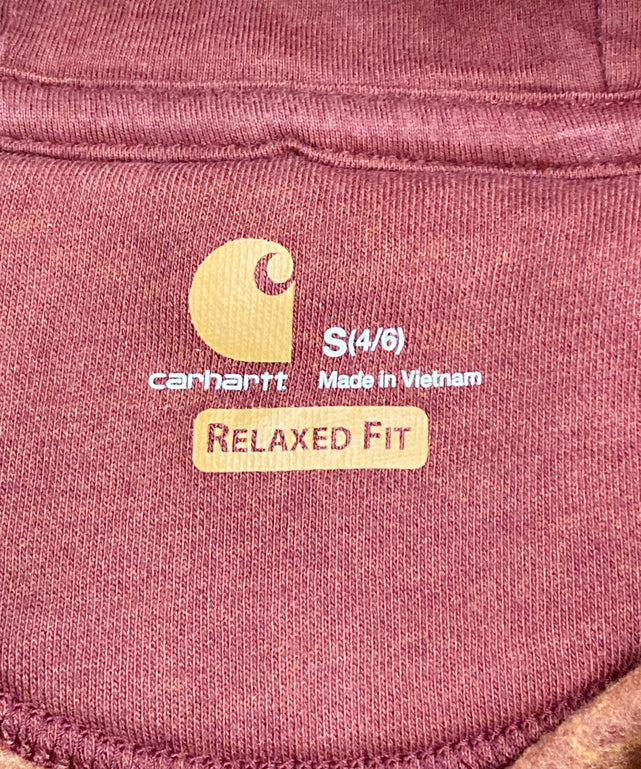 S(4/6)
carhartt Made in Vietnam
RELAXED FIT